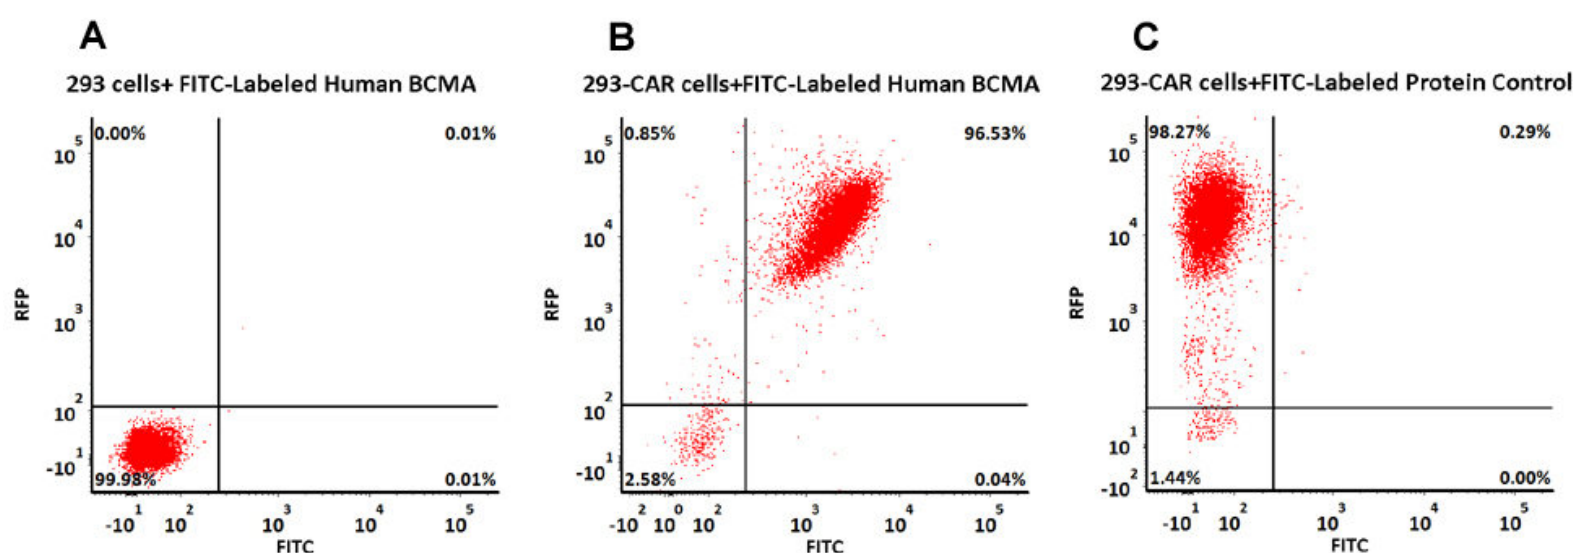 A
293 cells+ FITC-Labeled Human BCMA
0.00%
0.01%
10^5
10^4
10^3
10^2
-10^1
RFP
99.98%
0.01%
-10^1 10^2 10^3 10^4 10^5
FITC
B
293-CAR cells+FITC-Labeled Human BCMA
0.85%
96.53%
10^5
10^4
10^3
10^2
-10^1
RFP
2.58%
0.04%
-10^2 10^0 10^2 10^3 10^4 10^5
FITC
C
293-CAR cells+FITC-Labeled Protein Control
98.27%
0.29%
10^5
10^4
10^3
10^1
-10^2
RFP
1.44%
0.00%
-10^1 10^2 10^3 10^4 10^5
FITC